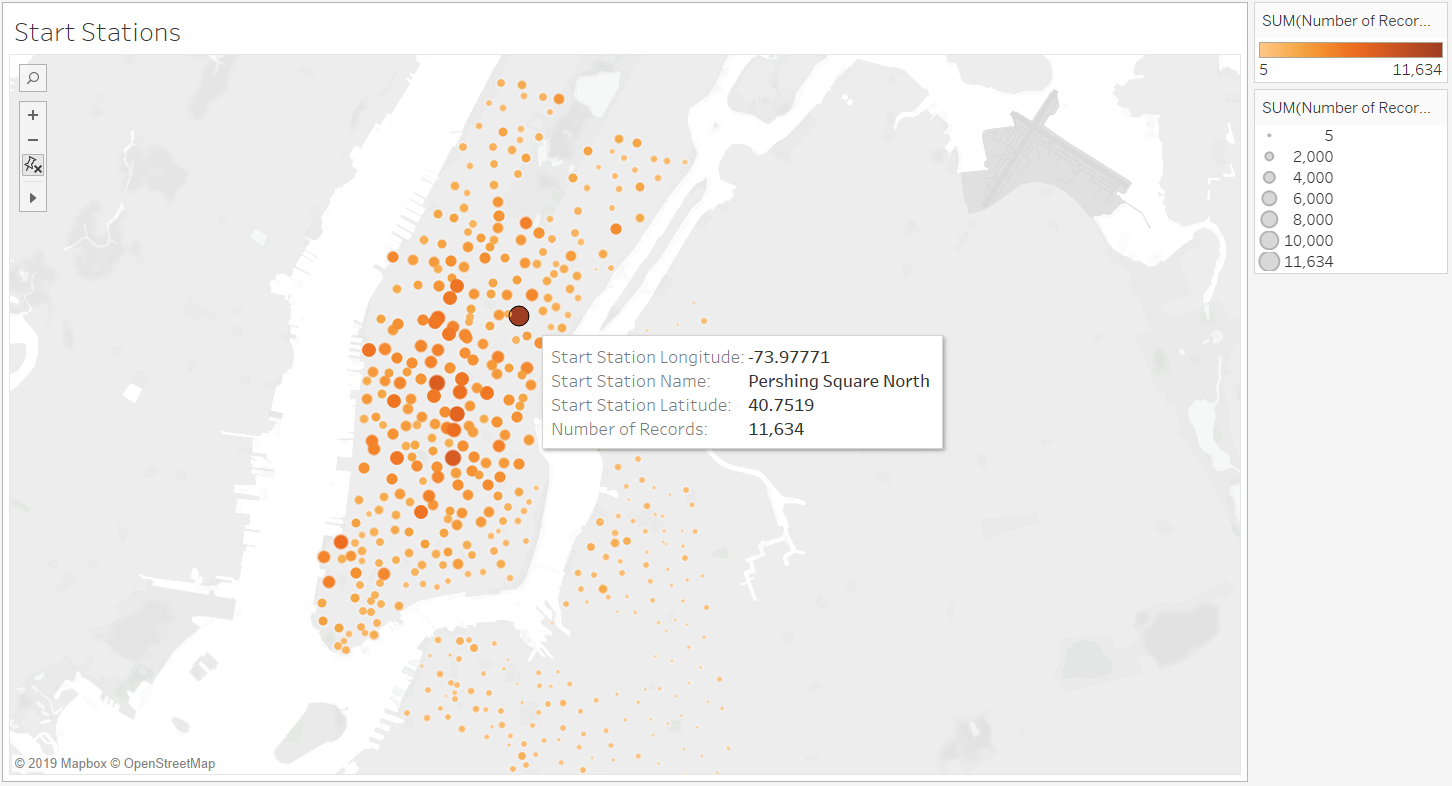 Start Stations
SUM(Number of Recor...
5 11,634
SUM(Number of Recor...
5
2,000
4,000
6,000
8,000
10,000
11,634
Start Station Longitude: -73.97771
Start Station Name: Pershing Square North
Start Station Latitude: 40.7519
Number of Records: 11,634
© 2019 Mapbox © OpenStreetMap